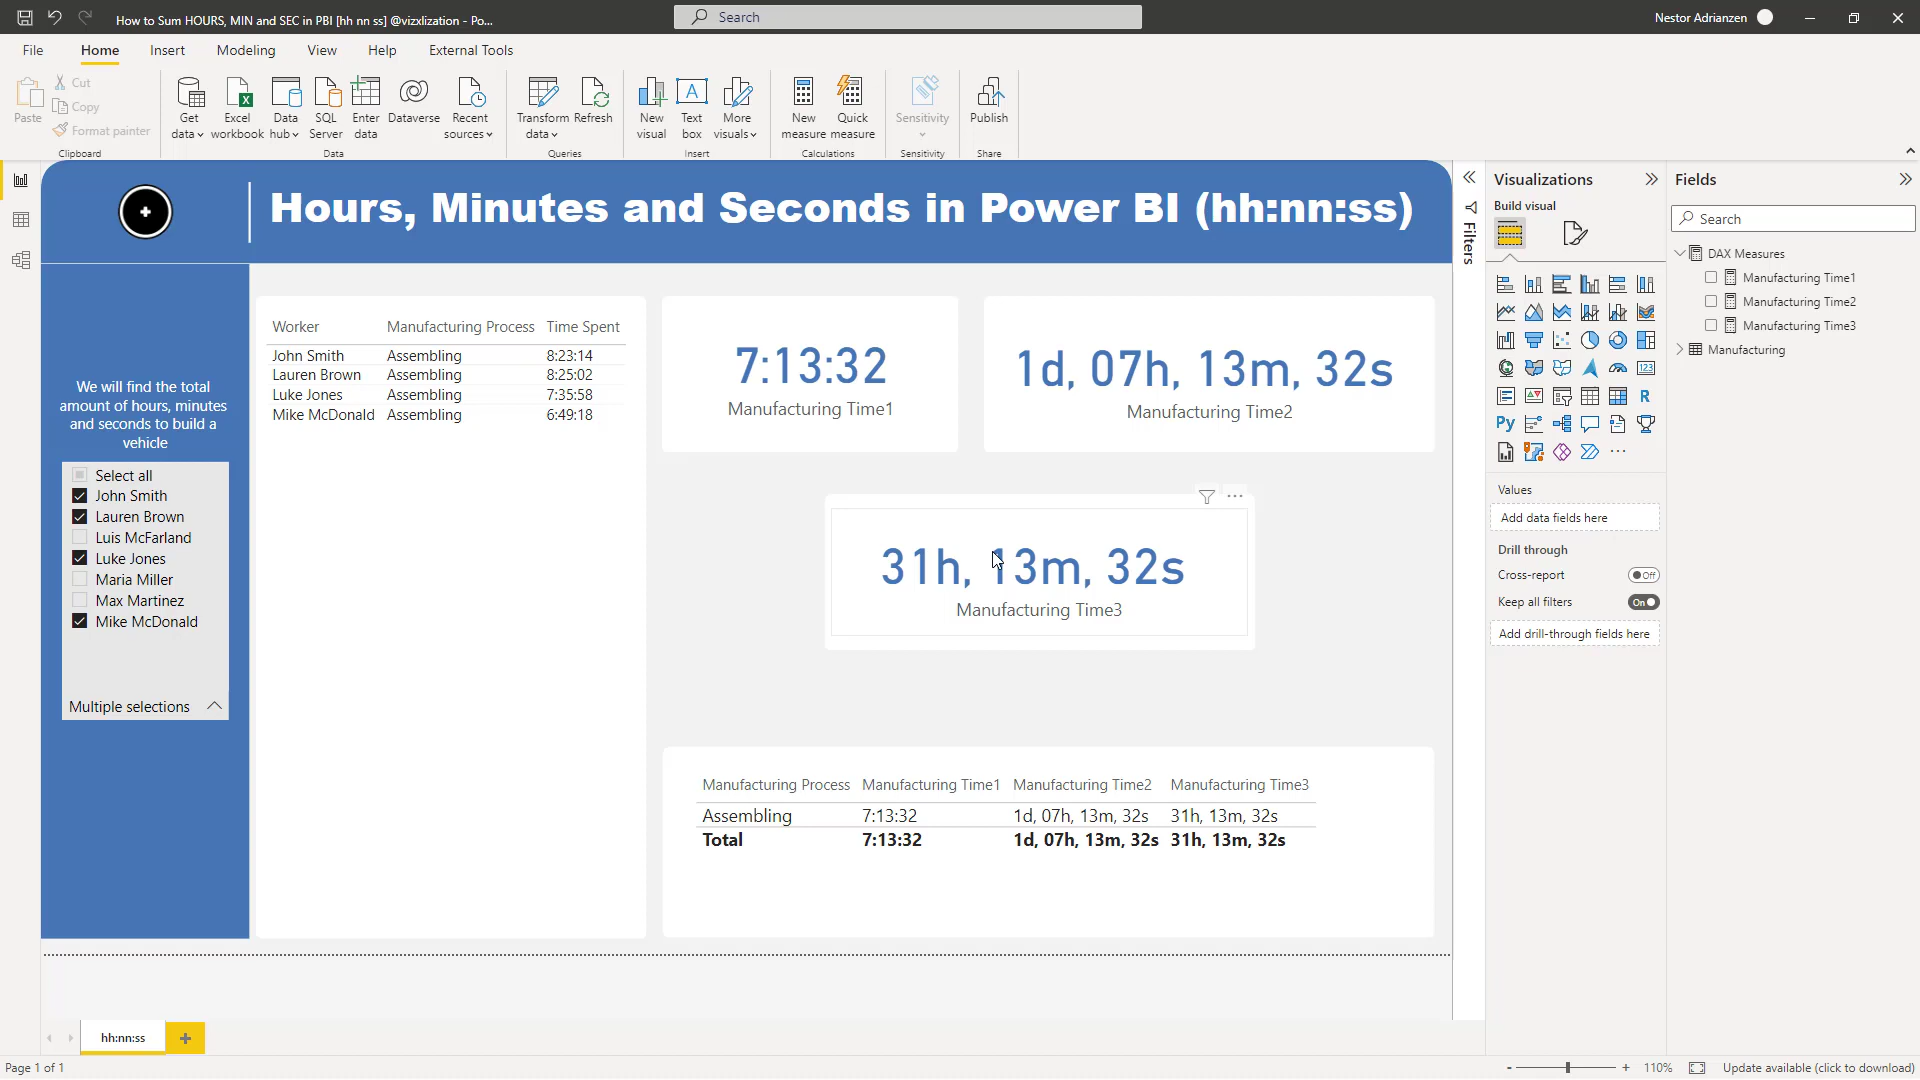 How to Sum HOURS, MIN and SEC in PBI [hh nn ss] @vizxlization - Po...
Search
Nestor Adrianzen
File
Home
Insert
Modeling
View
Help
External Tools
Paste
Cut
Copy
Format painter
Clipboard
Get data
Excel workbook
Data hub
SQL Server
Enter data
Dataverse
Recent sources
Data
Transform data
Refresh
Queries
New visual
A
Text box
More visuals
Insert
New measure
Quick measure
Calculations
Sensitivity
Sensitivity
Publish
Share
Hours, Minutes and Seconds in Power BI (hh:nn:ss)
We will find the total
amount of hours, minutes
and seconds to build a
vehicle
Select all
John Smith
Lauren Brown
Luis McFarland
Luke Jones
Maria Miller
Max Martinez
Mike McDonald
Multiple selections
Worker Manufacturing Process Time Spent
John Smith Assembling 8:23:14
Lauren Brown Assembling 8:25:02
Luke Jones Assembling 7:35:58
Mike McDonald Assembling 6:49:18
7:13:32
Manufacturing Time1
1d, 07h, 13m, 32s
Manufacturing Time2
31h, 13m, 32s
Manufacturing Time3
Manufacturing Process Manufacturing Time1 Manufacturing Time2 Manufacturing Time3
Assembling 7:13:32 1d, 07h, 13m, 32s 31h, 13m, 32s
Total 7:13:32 1d, 07h, 13m, 32s 31h, 13m, 32s
Filters
Visualizations
Build visual
123
R
Py
Values
Add data fields here
Drill through
Cross-report Off
Keep all filters On
Add drill-through fields here
Fields
Search
DAX Measures
Manufacturing Time1
Manufacturing Time2
Manufacturing Time3
Manufacturing
hh:nn:ss
Page 1 of 1
110%
Update available (click to download)